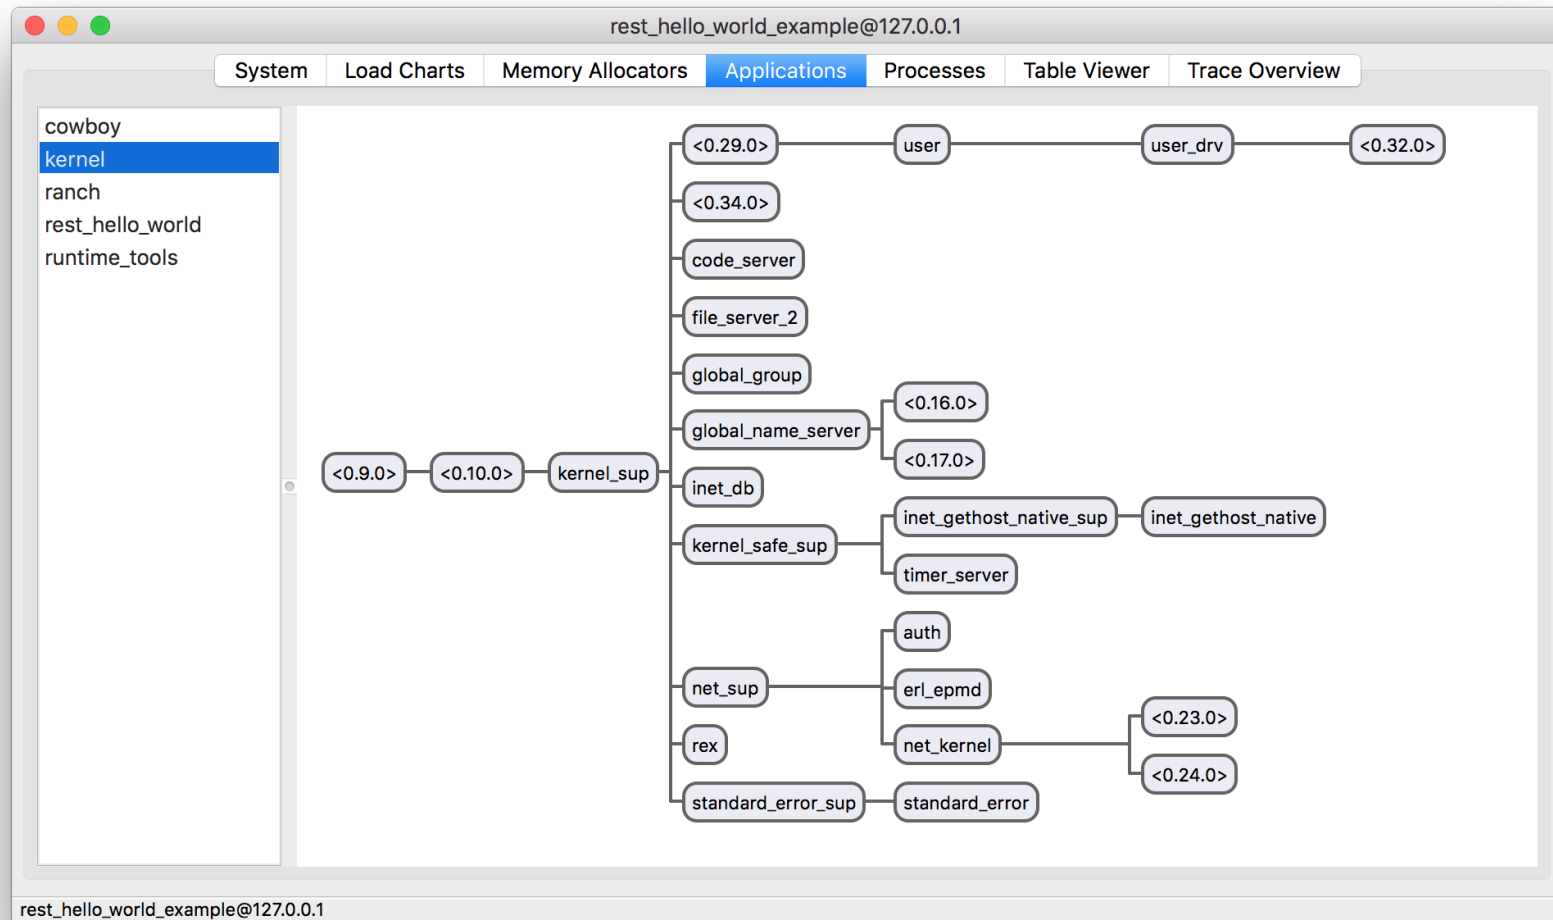 rest_hello_world_example@127.0.0.1
System Load Charts Memory Allocators Applications Processes Table Viewer Trace Overview
cowboy
kernel
ranch
rest_hello_world
runtime_tools
<0.9.0>
<0.10.0>
kernel_sup
<0.29.0>
user
user_drv
<0.32.0>
<0.34.0>
code_server
file_server_2
global_group
global_name_server
<0.16.0>
<0.17.0>
inet_db
kernel_safe_sup
inet_gethost_native_sup
inet_gethost_native
timer_server
net_sup
auth
erl_epmd
net_kernel
<0.23.0>
<0.24.0>
rex
standard_error_sup
standard_error
rest_hello_world_example@127.0.0.1